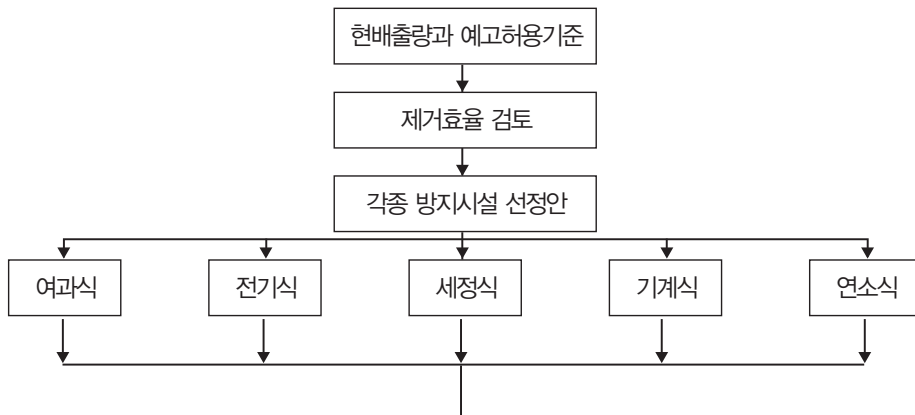 현배출량과 예고허용기준
제거효율 검토
각종 방지시설 선정안
여과식
전기식
세정식
기계식
연소식